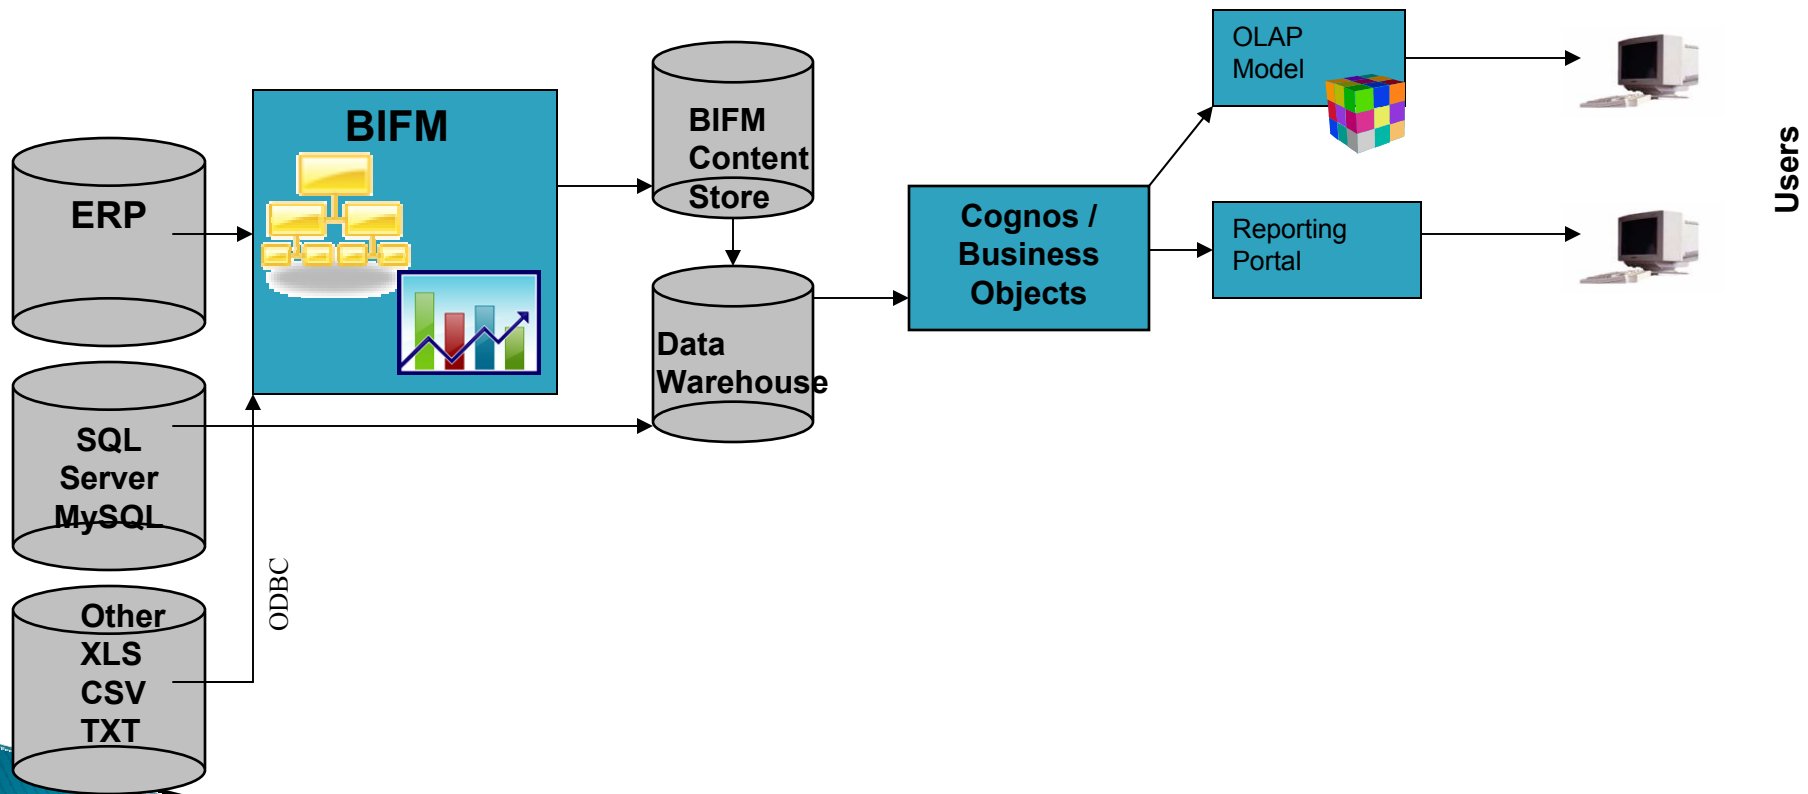 ERP
SQL
Server
MySQL
Other
XLS
CSV
TXT
ODBC
BIFM
BIFM
Content
Store
Data
Warehouse
Cognos /
Business
Objects
OLAP
Model
Reporting
Portal
Users